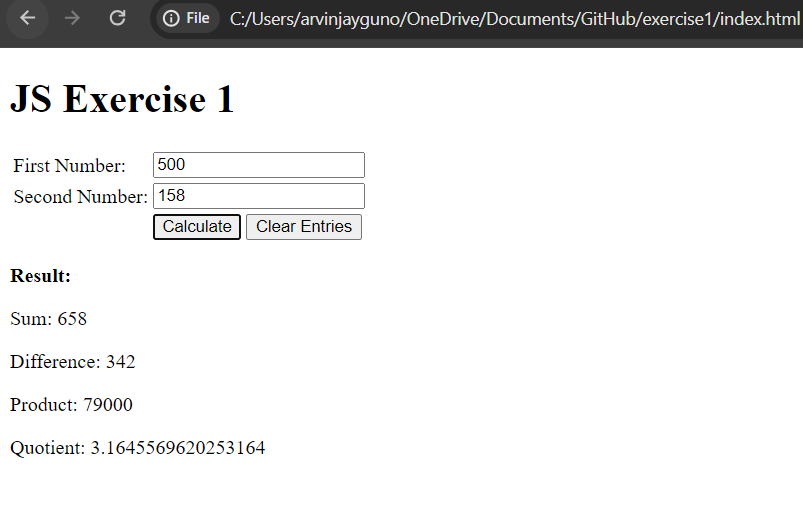 File C:/Users/arvinjayguno/OneDrive/Documents/GitHub/exercise1/index.html
JS Exercise 1
First Number: 500
Second Number: 158
Calculate Clear Entries
Result:
Sum: 658
Difference: 342
Product: 79000
Quotient: 3.1645569620253164